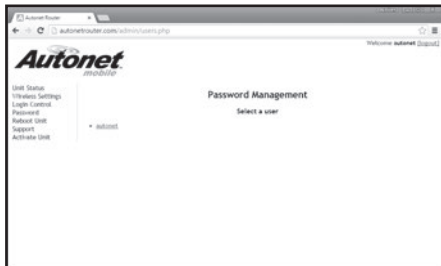 Autonet Router
autonetrouter.com/admin/users.php
Welcome autonet (logout)
Autonet
mobile
Unit Status
Wireless Settings
Login Control
Password
Reboot Unit
Support
Activate Unit
Password Management
Select a user
• autonet